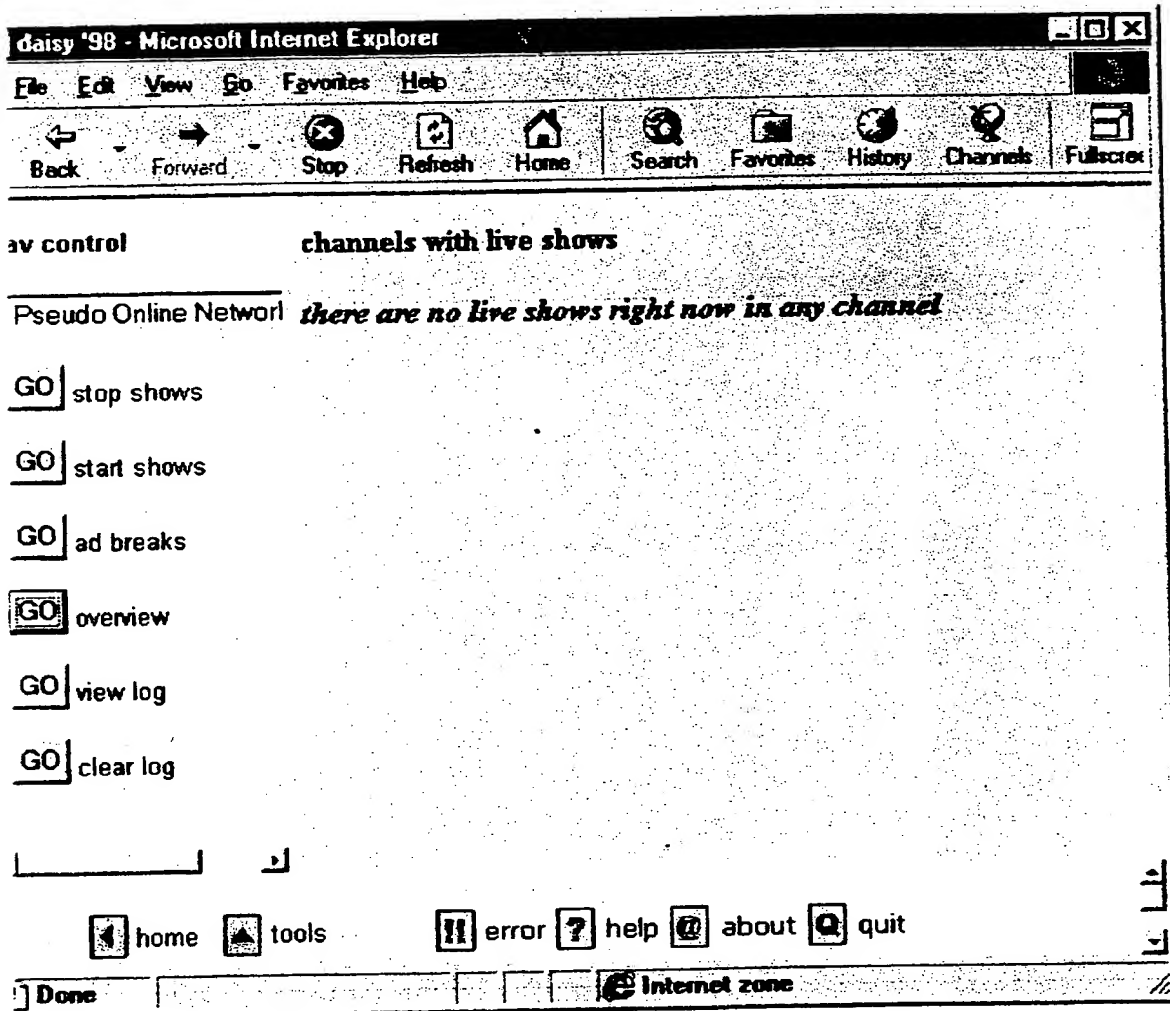 daisy '98 - Microsoft Internet Explorer
File Edit View Go Favorites Help
Back Forward Stop Refresh Home Search Favorites History Channels Fullscree
av control
channels with live shows
Pseudo Online Networl
there are no live shows right now in any channel
GO stop shows
GO start shows
GO ad breaks
GO overview
GO view log
GO clear log
home tools !! error ? help @ about Q quit
Done Internet zone